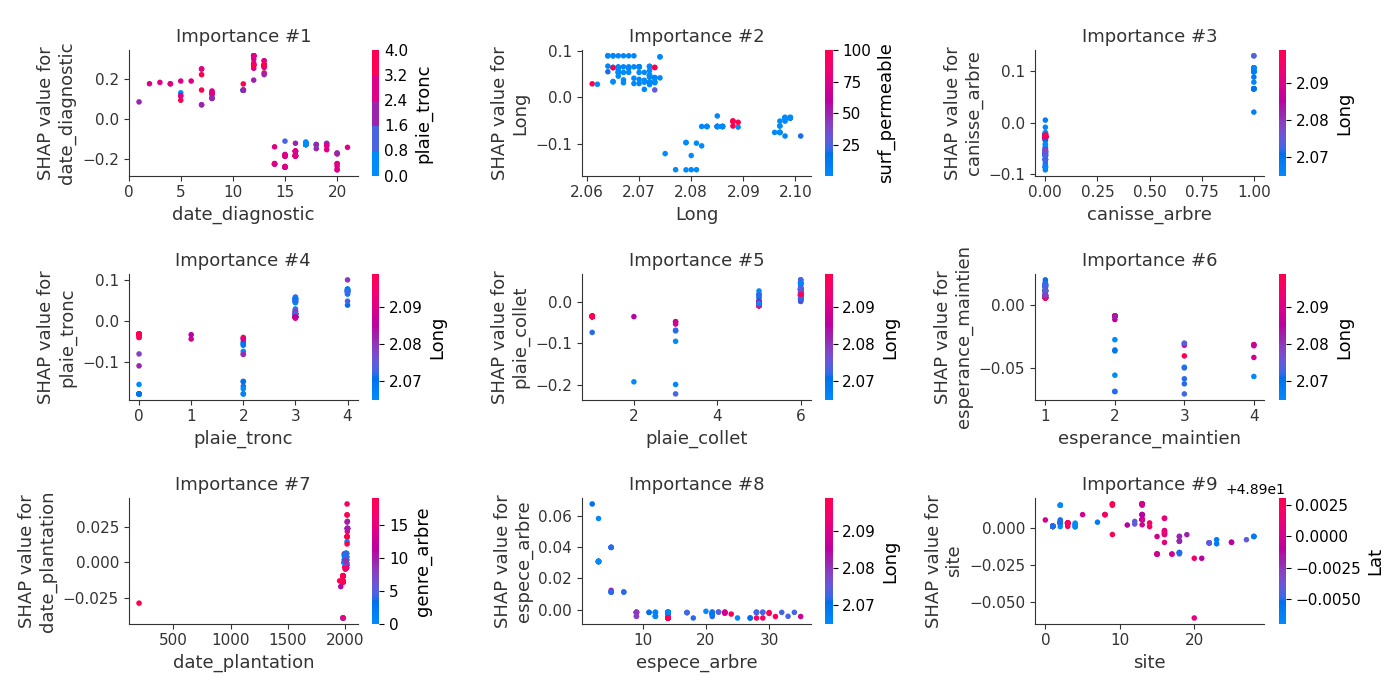 Importance #1
SHAP value for
date_diagnostic
0.2
0.0
−0.2
0
5
10
15
20
date_diagnostic
4.0
3.2
2.4
1.6
0.8
0.0
plaie_tronc
Importance #2
SHAP value for
Long
0.1
0.0
−0.1
2.06
2.07
2.08
2.09
2.10
Long
100
75
50
25
surf_permeable
Importance #3
SHAP value for
canisse_arbre
0.1
0.0
−0.1
0.00
0.25
0.50
0.75
1.00
canisse_arbre
2.09
2.08
2.07
Long
Importance #4
SHAP value for
plaie_tronc
0.1
0.0
−0.1
0
1
2
3
4
plaie_tronc
2.09
2.08
2.07
Long
Importance #5
SHAP value for
plaie_collet
0.0
−0.1
−0.2
2
4
6
plaie_collet
2.09
2.08
2.07
Long
Importance #6
SHAP value for
esperance_maintien
0.00
−0.05
1
2
3
4
esperance_maintien
2.09
2.08
2.07
Long
Importance #7
SHAP value for
date_plantation
0.025
0.000
−0.025
500
1000
1500
2000
date_plantation
15
10
5
0
genre_arbre
Importance #8
SHAP value for
espece_arbre
0.06
0.04
0.02
0.00
10
20
30
espece_arbre
2.09
2.08
2.07
Long
Importance #9
SHAP value for
site
0.000
−0.025
−0.050
0
10
20
site
+4.89e1
0.0025
0.0000
−0.0025
−0.0050
Lat